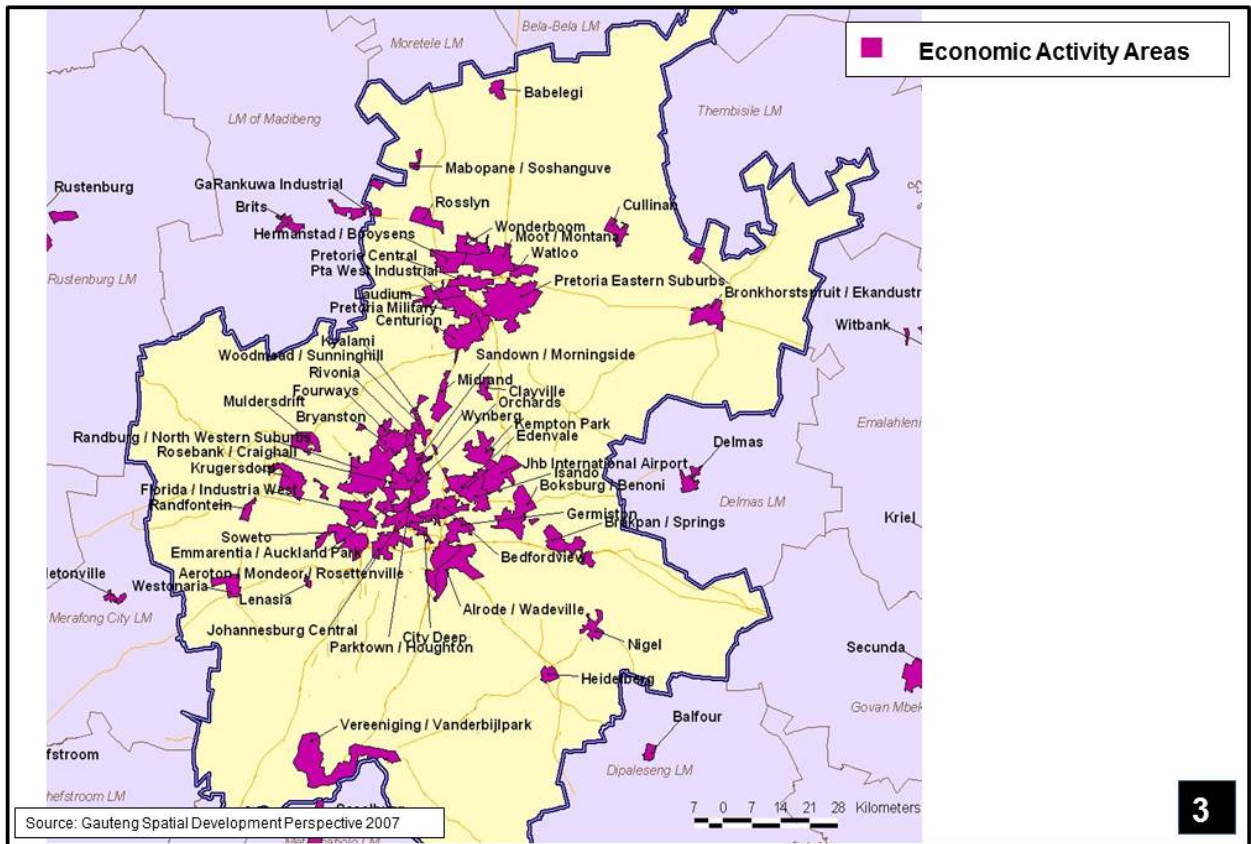 Economic Activity Areas
Bela-Bela LM
Moretele LM
Babelegi
Thembisile LM
LM of Madibeng
Mabopane / Soshanguve
Rustenburg
GaRankuwa Industrial
Brits
Rosslyn
Cullinan
Hermanstad / Booysens
Wonderboom
Moot / Montana
Pretoria Central
Watloo
Pta West Industrial
Rustenburg LM
Pretoria Eastern Suburbs
Laudium
Bronkhorstspruit / Ekandustr
Pretoria Military
Centurion
Witbank
Kyalami
Woodmead / Sunninghill
Sandown / Morningside
Rivonia
Midrand
Fourways
Clayville
Muldersdrift
Orchards
Bryanston
Wynberg
Kempton Park
Emalahleni
Randburg / North Western Suburbs
Edenvale
Delmas
Rosebank / Craighall
Krugersdorp
Jhb International Airport
Isando
Boksburg / Benoni
Florida / Industria West
Delmas LM
Randfontein
Germiston
Kriel
Brakpan / Springs
Soweto
Emmarentia / Auckland Park
Bedfordview
letonville
Aeroton / Mondeor / Rosettenville
Westonaria
Lenasia
Alrode / Wadeville
Merafong City LM
Johannesburg Central
City Deep
Parktown / Houghton
Nigel
Secunda
Heidelberg
Govan Mbek
Vereeniging / Vanderbijlpark
Balfour
fstroom
Dipaleseng LM
hefstroom LM
7 0 7 14 21 28 Kilometers
Source: Gauteng Spatial Development Perspective 2007
3